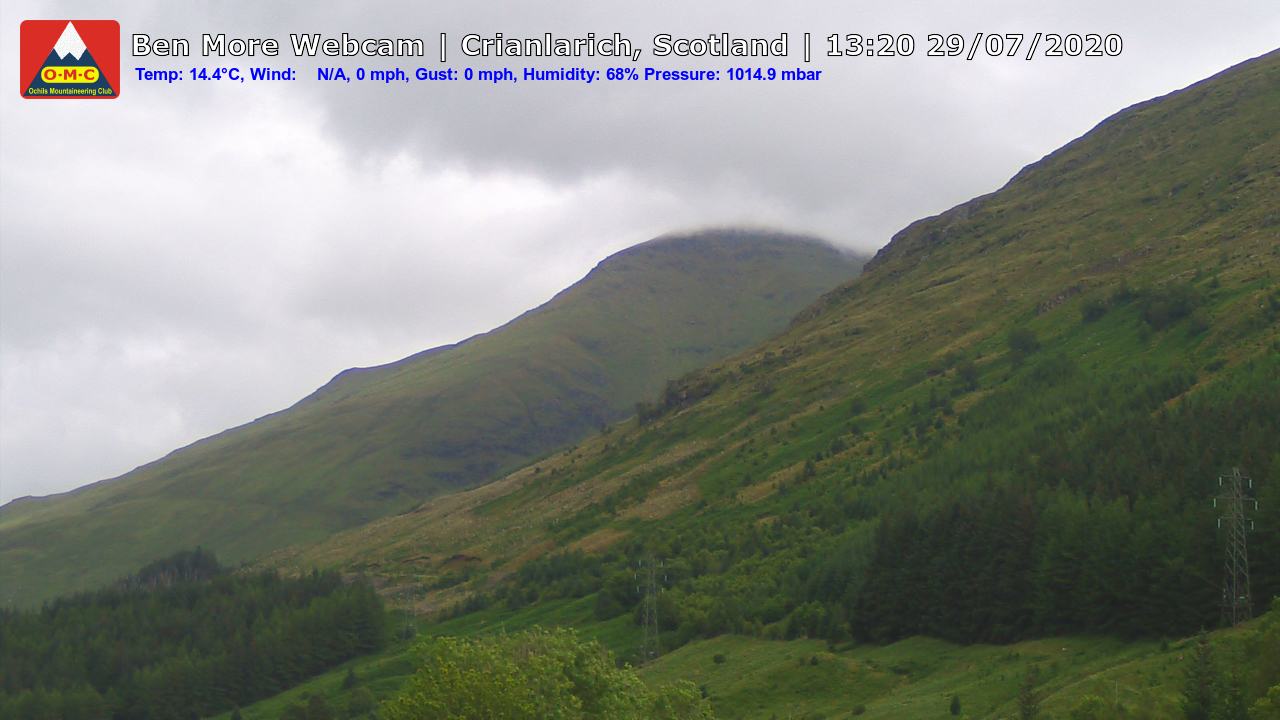 Ben More Webcam | Crianlarich, Scotland | 13:20 29/07/2020
Temp: 14.4°C, Wind: N/A, 0 mph, Gust: 0 mph, Humidity: 68% Pressure: 1014.9 mbar
O-M-C
Ochils Mountaineering Club